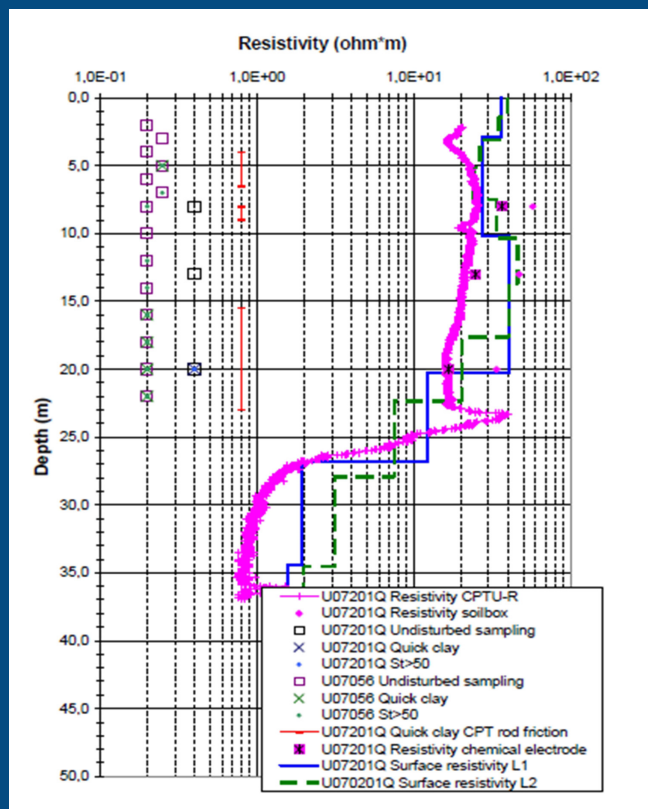 Resistivity (ohm*m)
1,0E-01 1,0E+00 1,0E+01 1,0E+02
0,0
5,0
10,0
15,0
20,0
25,0
30,0
35,0
40,0
45,0
50,0
Depth (m)
U07201Q Resistivity CPTU-R
U07201Q Resistivity soilbox
U07201Q Undisturbed sampling
U07201Q Quick clay
U07201Q St>50
U07056 Undisturbed sampling
U07056 Quick clay
U07056 St>50
U07201Q Quick clay CPT rod friction
U07201Q Resistivity chemical electrode
U07201Q Surface resistivity L1
U070201Q Surface resistivity L2